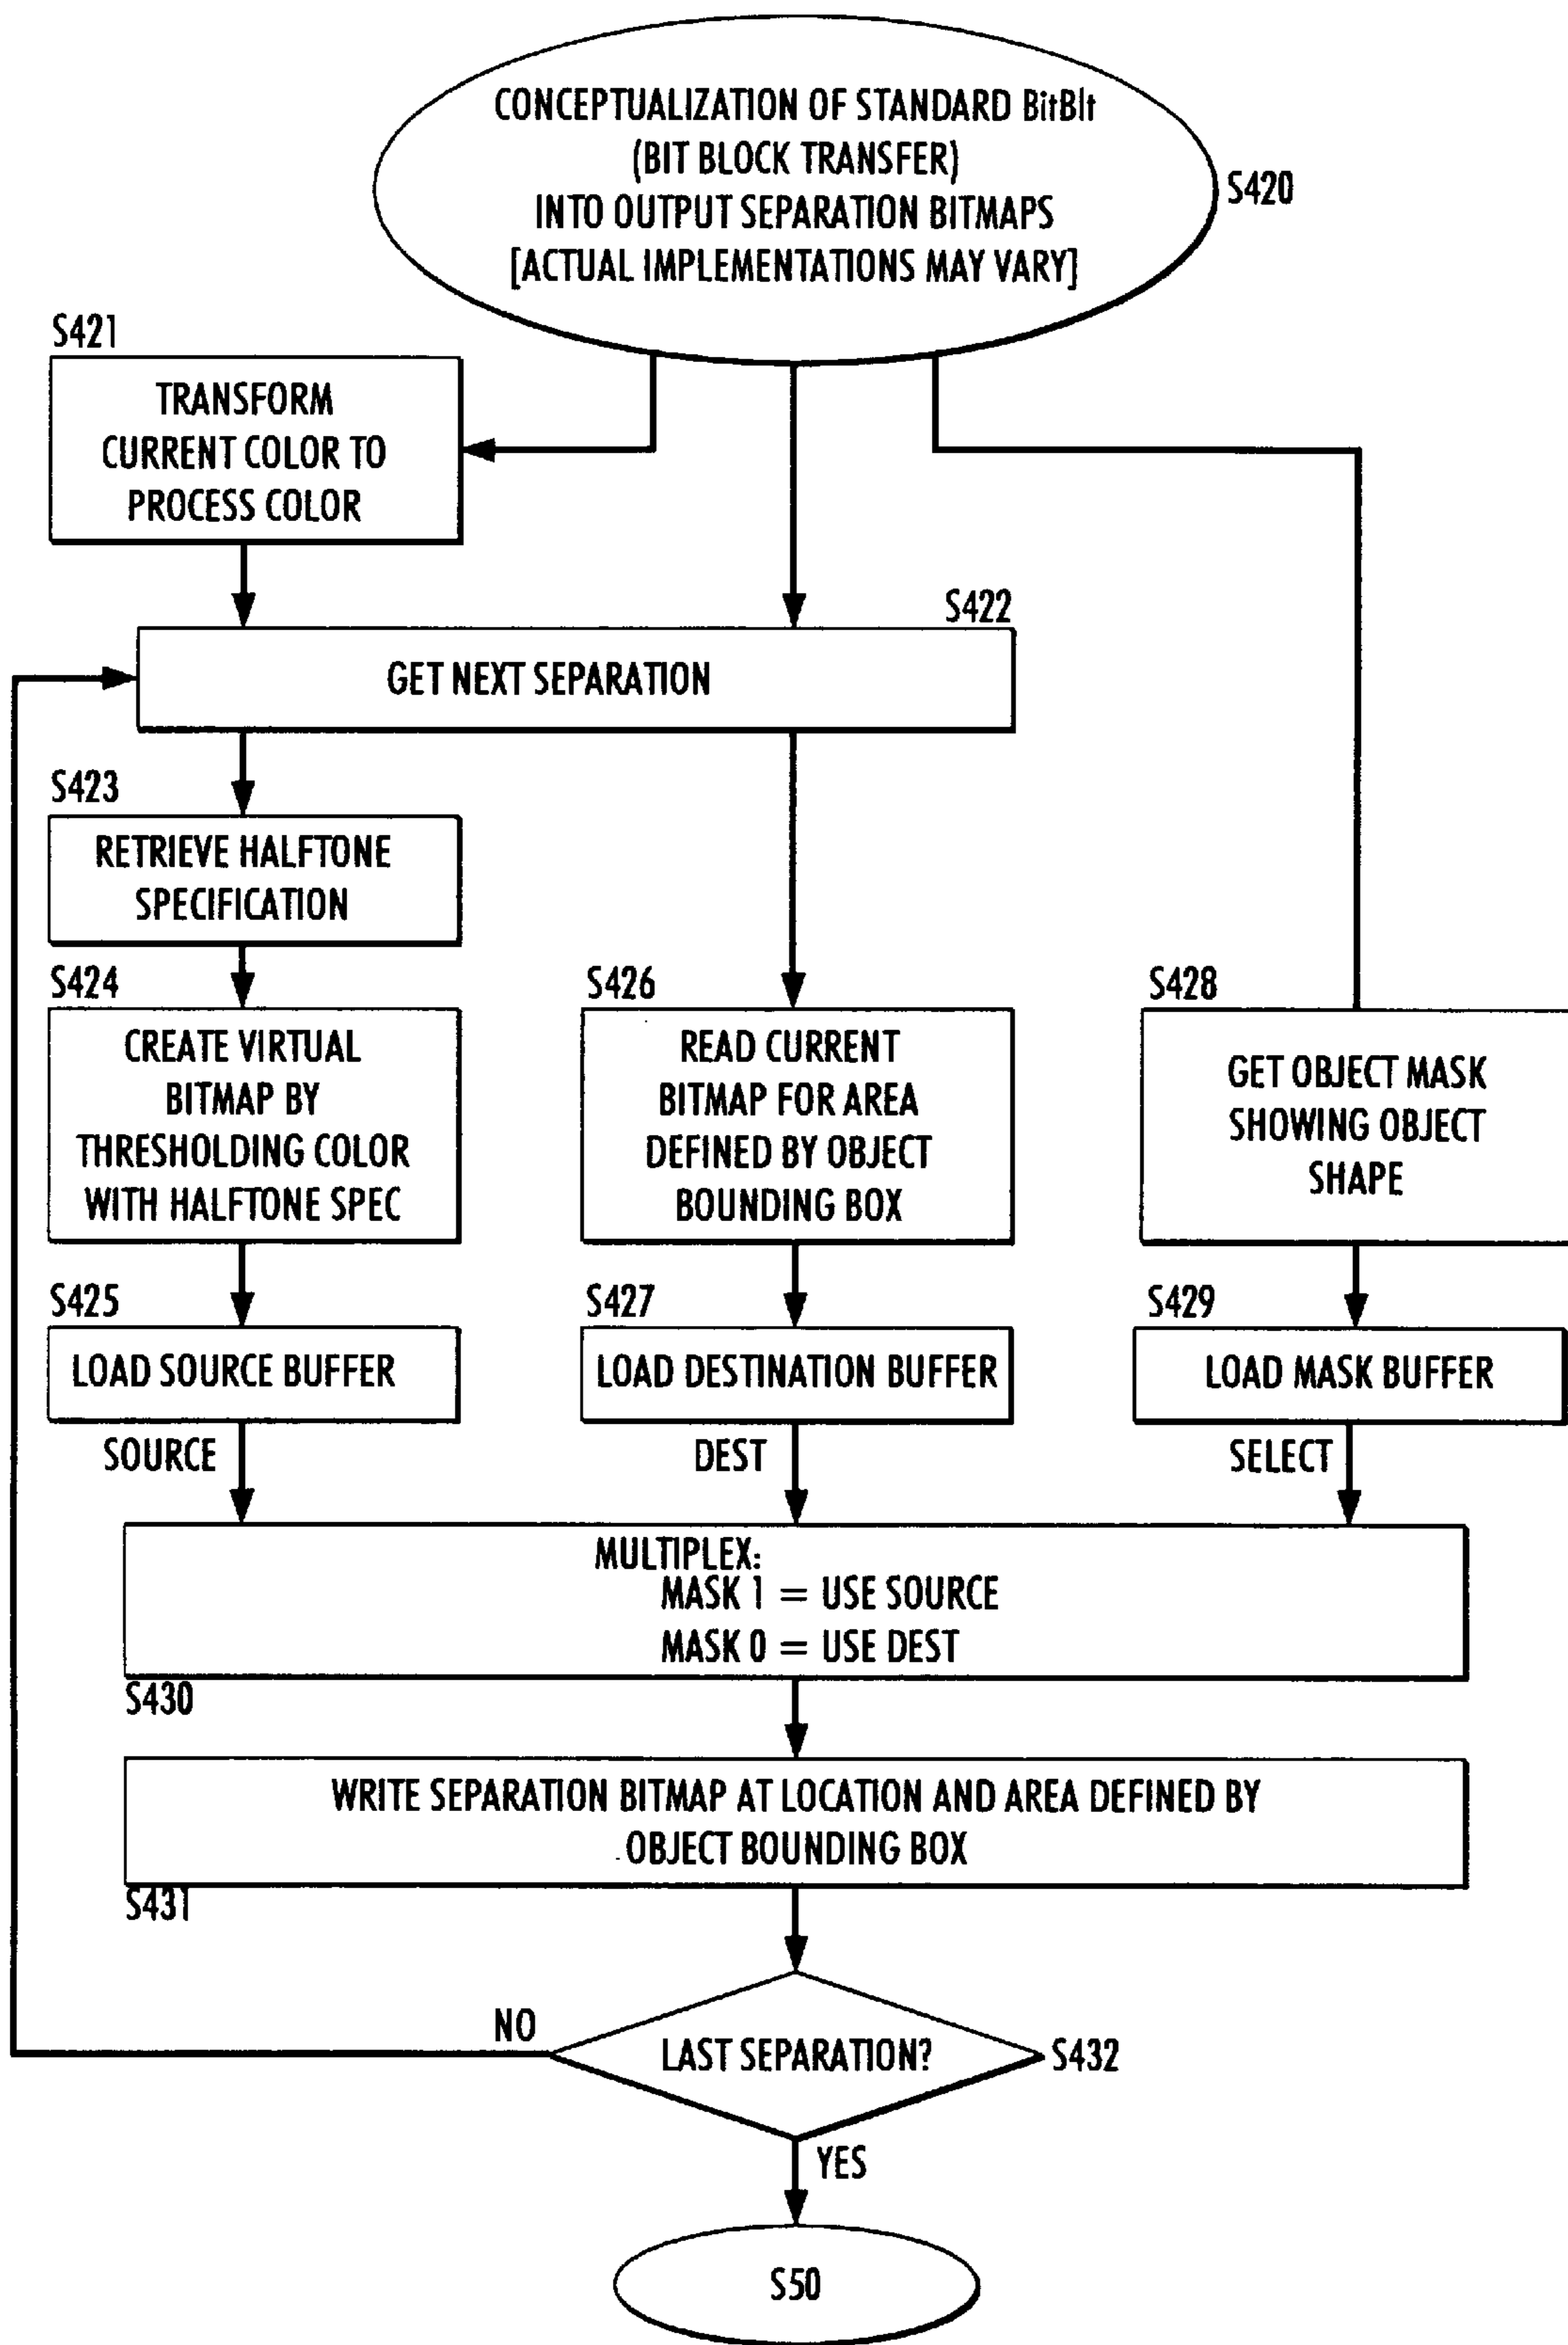 CONCEPTUALIZATION OF STANDARD BitBlt
(BIT BLOCK TRANSFER)
INTO OUTPUT SEPARATION BITMAPS
[ACTUAL IMPLEMENTATIONS MAY VARY]
S420
S421
TRANSFORM
CURRENT COLOR TO
PROCESS COLOR
S422
GET NEXT SEPARATION
S423
RETRIEVE HALFTONE
SPECIFICATION
S424
CREATE VIRTUAL
BITMAP BY
THRESHOLDING COLOR
WITH HALFTONE SPEC
S426
READ CURRENT
BITMAP FOR AREA
DEFINED BY OBJECT
BOUNDING BOX
S428
GET OBJECT MASK
SHOWING OBJECT
SHAPE
S425
LOAD SOURCE BUFFER
S427
LOAD DESTINATION BUFFER
S429
LOAD MASK BUFFER
SOURCE
DEST
SELECT
MULTIPLEX:
MASK 1 = USE SOURCE
MASK 0 = USE DEST
S430
WRITE SEPARATION BITMAP AT LOCATION AND AREA DEFINED BY
OBJECT BOUNDING BOX
S431
NO
LAST SEPARATION?
S432
YES
S50